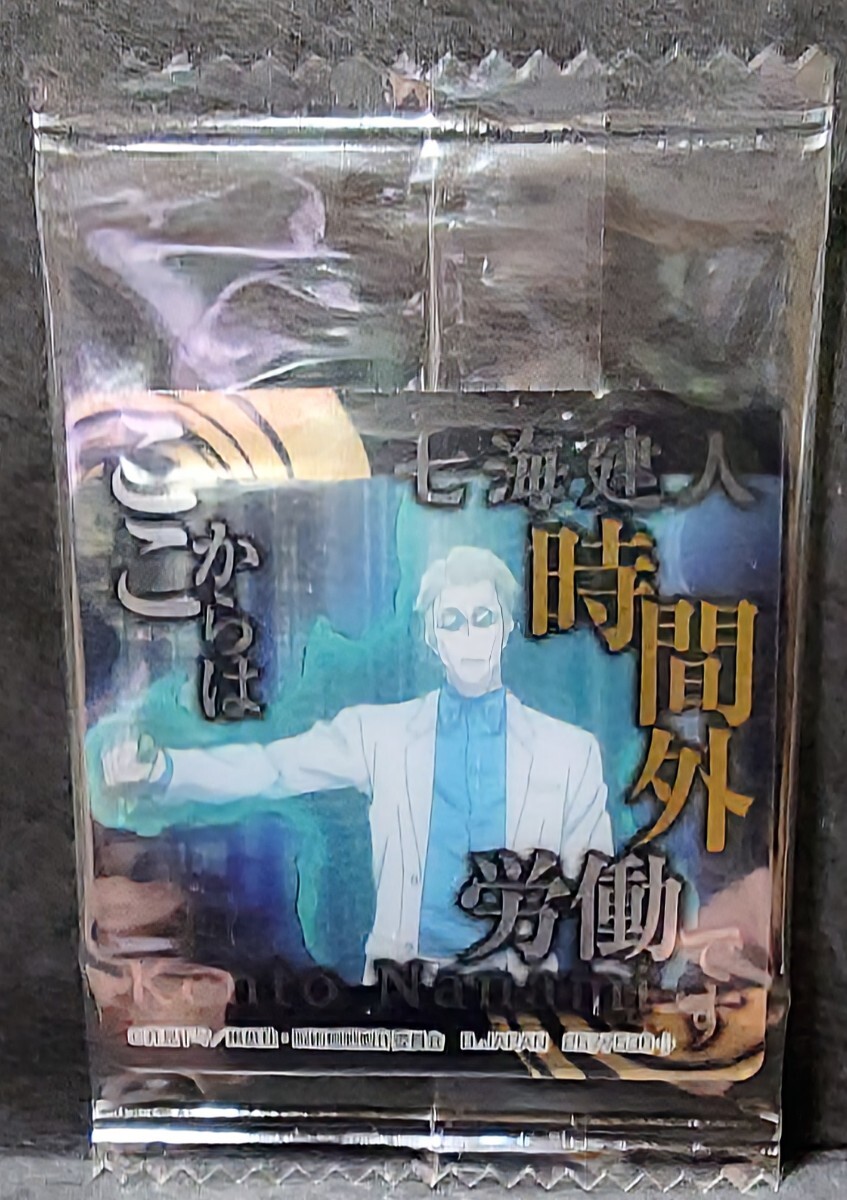 七海建人
ここ
からは
時間外
労働
です
Kento Nanami